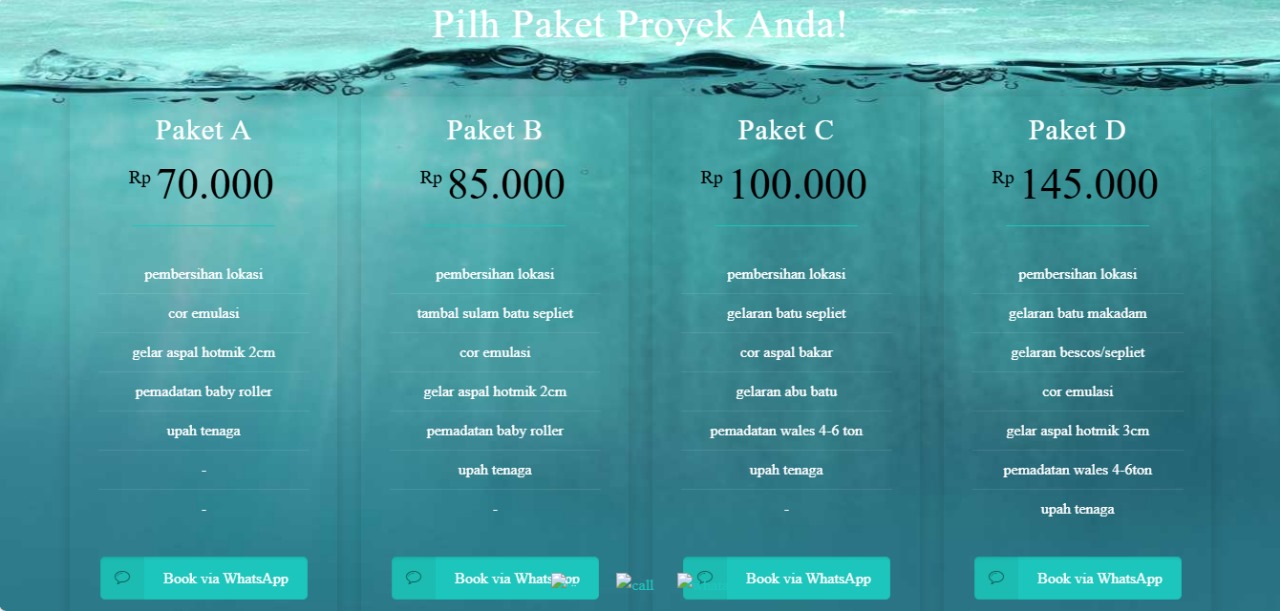 Pilh Paket Proyek Anda!
Paket A
Rp 70.000
pembersihan lokasi
cor emulasi
gelar aspal hotmik 2cm
pemadatan baby roller
upah tenaga
-
-
Book via WhatsApp
Paket B
Rp 85.000
pembersihan lokasi
tambal sulam batu sepliet
cor emulasi
gelar aspal hotmik 2cm
pemadatan baby roller
upah tenaga
-
Book via WhatsApp
Paket C
Rp 100.000
pembersihan lokasi
gelaran batu sepliet
cor aspal bakar
gelaran abu batu
pemadatan wales 4-6 ton
upah tenaga
-
Book via WhatsApp
Paket D
Rp 145.000
pembersihan lokasi
gelaran batu makadam
gelaran bescos/sepliet
cor emulasi
gelar aspal hotmik 3cm
pemadatan wales 4-6ton
upah tenaga
Book via WhatsApp
call